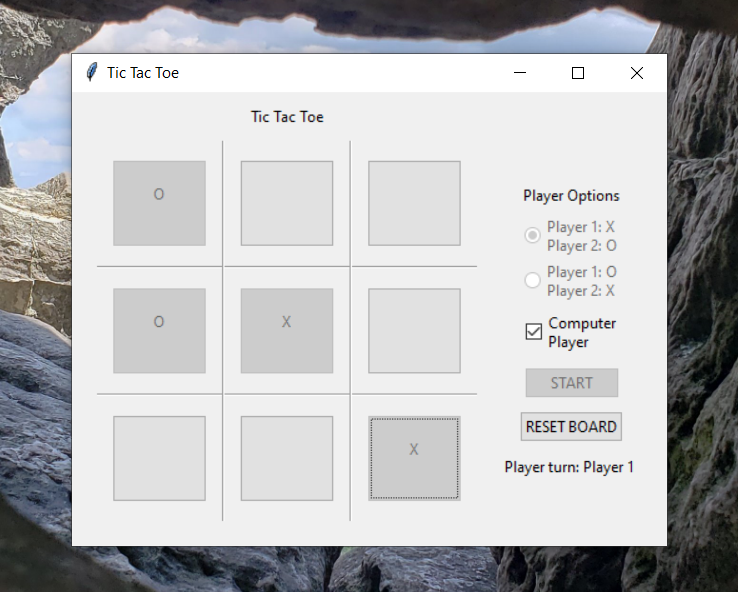 Tic Tac Toe
Tic Tac Toe
O
O X
X
Player Options
Player 1: X
Player 2: O
Player 1: O
Player 2: X
Computer
Player
START
RESET BOARD
Player turn: Player 1